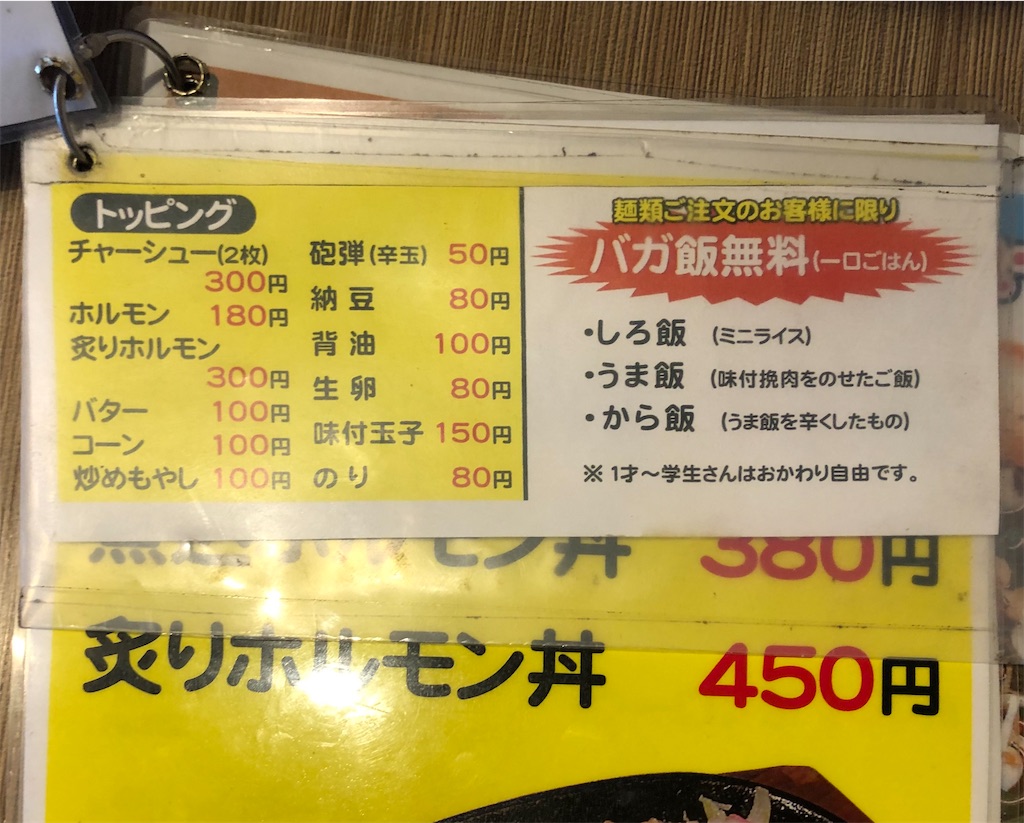 トッピング
チャーシュー(2枚)
300円
ホルモン 180円
炙りホルモン
300円
バター 100円
コーン 100円
炒めもやし 100円
砲弾(辛玉) 50円
納豆 80円
背油 100円
生卵 80円
味付玉子 150円
のり 80円
麺類ご注文のお客様に限り
バガ飯無料(一口ごはん)
・しろ飯 (ミニライス)
・うま飯 (味付挽肉をのせたご飯)
・から飯 (うま飯を辛くしたもの)
※ 1才～学生さんはおかわり自由です。
ホルモン丼 380円
炙りホルモン丼 450円